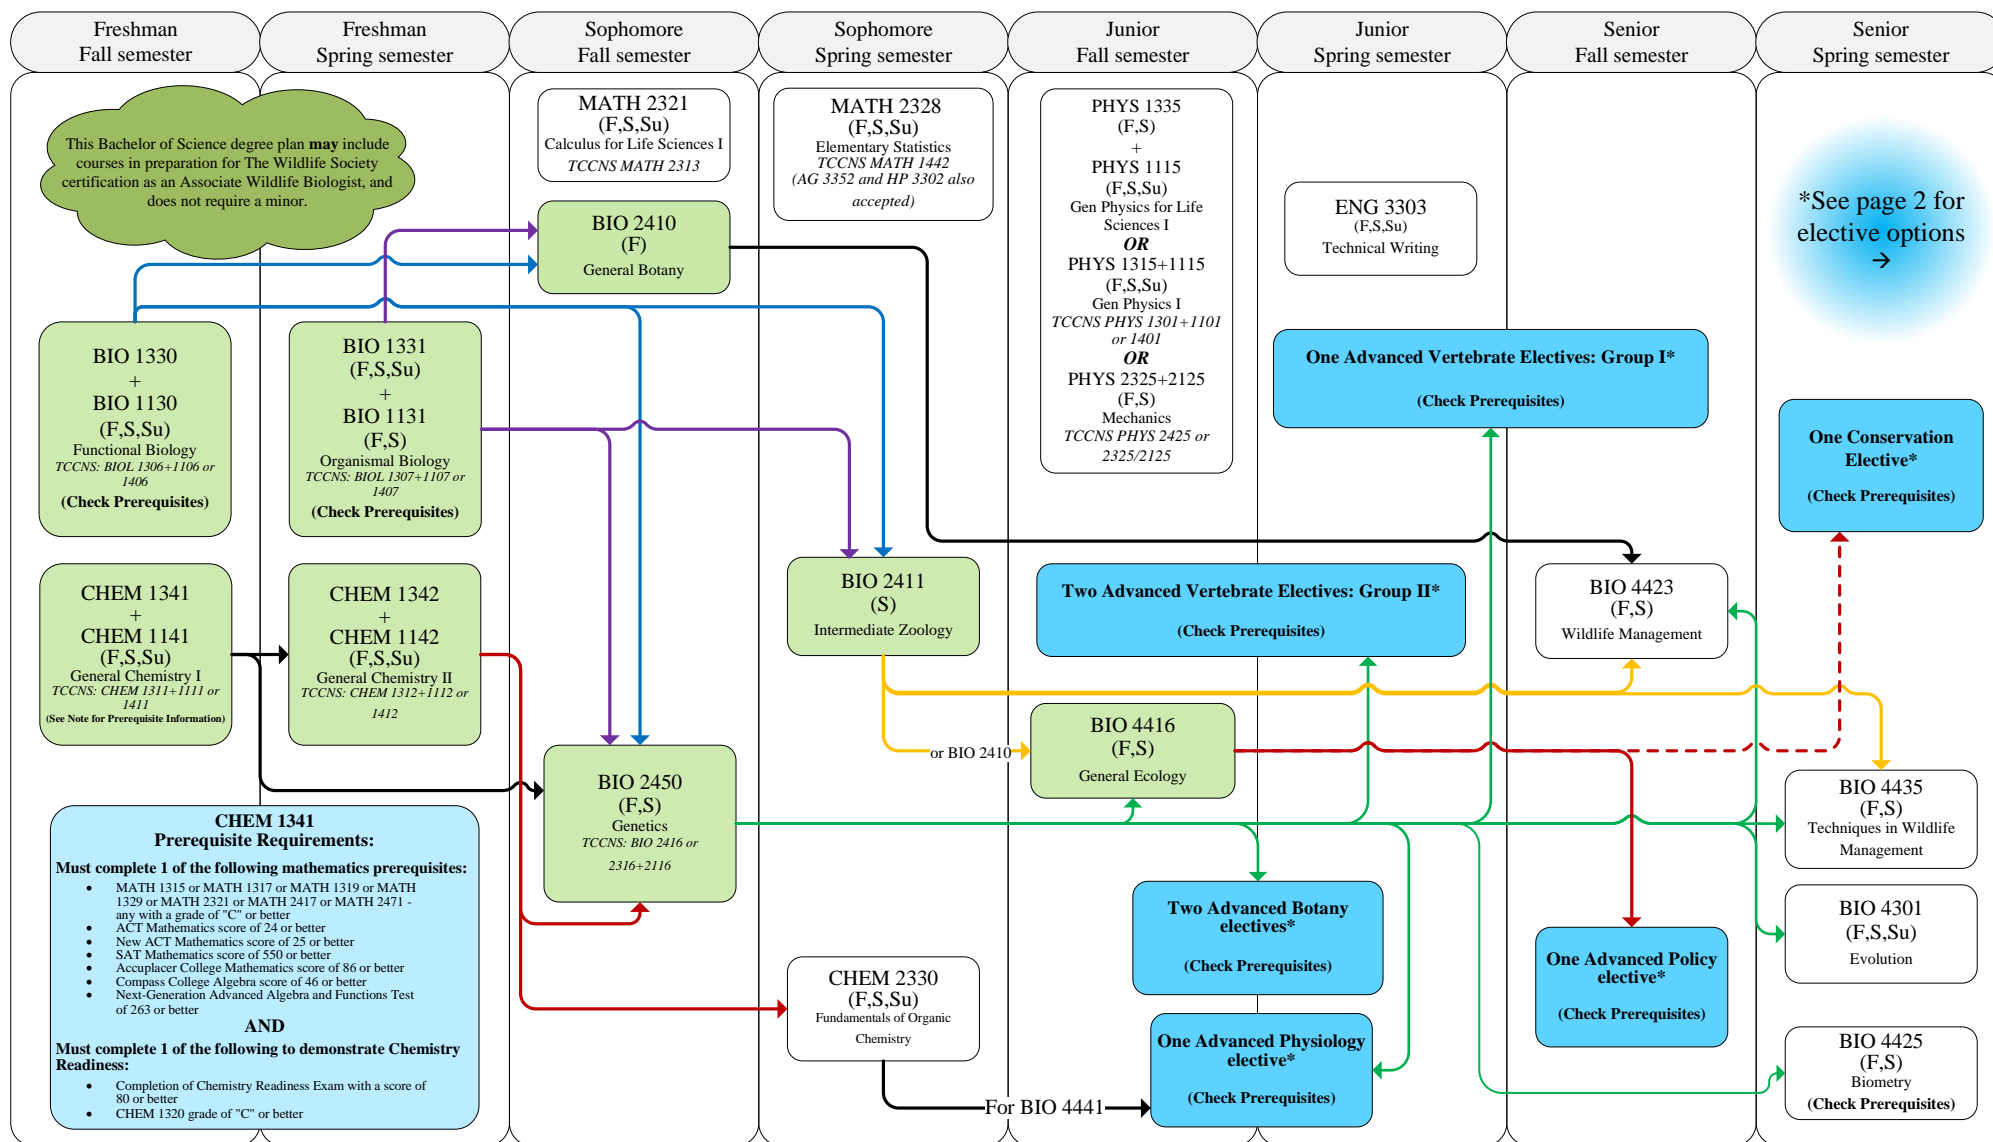 Freshman
Fall semester
Freshman
Spring semester
Sophomore
Fall semester
Sophomore
Spring semester
Junior
Fall semester
Junior
Spring semester
Senior
Fall semester
Senior
Spring semester
This Bachelor of Science degree plan may include
courses in preparation for The Wildlife Society
certification as an Associate Wildlife Biologist, and
does not require a minor.
BIO 1330
+
BIO 1130
(F,S,Su)
Functional Biology
TCCNS: BIOL 1306+1106 or
1406
(Check Prerequisites)
CHEM 1341
+
CHEM 1141
(F,S,Su)
General Chemistry I
TCCNS: CHEM 1311+1111 or
1411
(See Note for Prerequisite Information)
CHEM 1341
Prerequisite Requirements:
Must complete 1 of the following mathematics prerequisites:
• MATH 1315 or MATH 1317 or MATH 1319 or MATH
1329 or MATH 2321 or MATH 2417 or MATH 2471 -
any with a grade of "C" or better
• ACT Mathematics score of 24 or better
• New ACT Mathematics score of 25 or better
• SAT Mathematics score of 550 or better
• Accuplacer College Mathematics score of 86 or better
• Compass College Algebra score of 46 or better
• Next-Generation Advanced Algebra and Functions Test
of 263 or better
AND
Must complete 1 of the following to demonstrate Chemistry
Readiness:
• Completion of Chemistry Readiness Exam with a score of
80 or better
• CHEM 1320 grade of "C" or better
BIO 1331
(F,S,Su)
+
BIO 1131
(F,S)
Organismal Biology
TCCNS: BIOL 1307+1107 or
1407
(Check Prerequisites)
CHEM 1342
+
CHEM 1142
(F,S,Su)
General Chemistry II
TCCNS: CHEM 1312+1112 or
1412
MATH 2321
(F,S,Su)
Calculus for Life Sciences I
TCCNS MATH 2313
BIO 2410
(F)
General Botany
BIO 2450
(F,S)
Genetics
TCCNS: BIO 2416 or
2316+2116
MATH 2328
(F,S,Su)
Elementary Statistics
TCCNS MATH 1442
(AG 3352 and HP 3302 also
accepted)
BIO 2411
(S)
Intermediate Zoology
or BIO 2410
CHEM 2330
(F,S,Su)
Fundamentals of Organic
Chemistry
For BIO 4441
PHYS 1335
(F,S)
+
PHYS 1115
(F,S,Su)
Gen Physics for Life
Sciences I
OR
PHYS 1315+1115
(F,S,Su)
Gen Physics I
TCCNS PHYS 1301+1101
or 1401
OR
PHYS 2325+2125
(F,S)
Mechanics
TCCNS PHYS 2425 or
2325/2125
Two Advanced Vertebrate Electives: Group II*
(Check Prerequisites)
BIO 4416
(F,S)
General Ecology
Two Advanced Botany
electives*
(Check Prerequisites)
One Advanced Physiology
elective*
(Check Prerequisites)
ENG 3303
(F,S,Su)
Technical Writing
One Advanced Vertebrate Electives: Group I*
(Check Prerequisites)
BIO 4423
(F,S)
Wildlife Management
One Advanced Policy
elective*
(Check Prerequisites)
*See page 2 for
elective options
→
One Conservation
Elective*
(Check Prerequisites)
BIO 4435
(F,S)
Techniques in Wildlife
Management
BIO 4301
(F,S,Su)
Evolution
BIO 4425
(F,S)
Biometry
(Check Prerequisites)